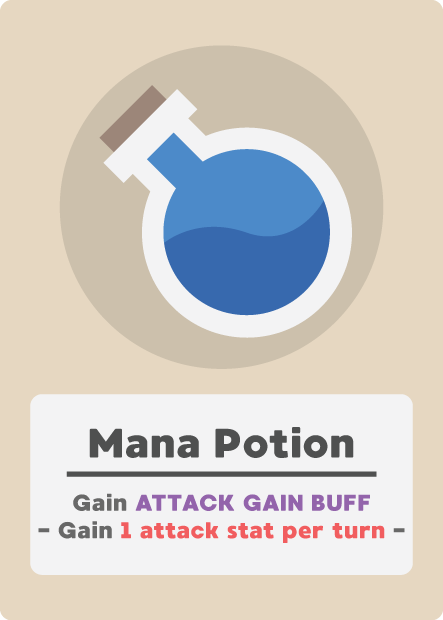 Mana Potion
Gain ATTACK GAIN BUFF
- Gain 1 attack stat per turn -